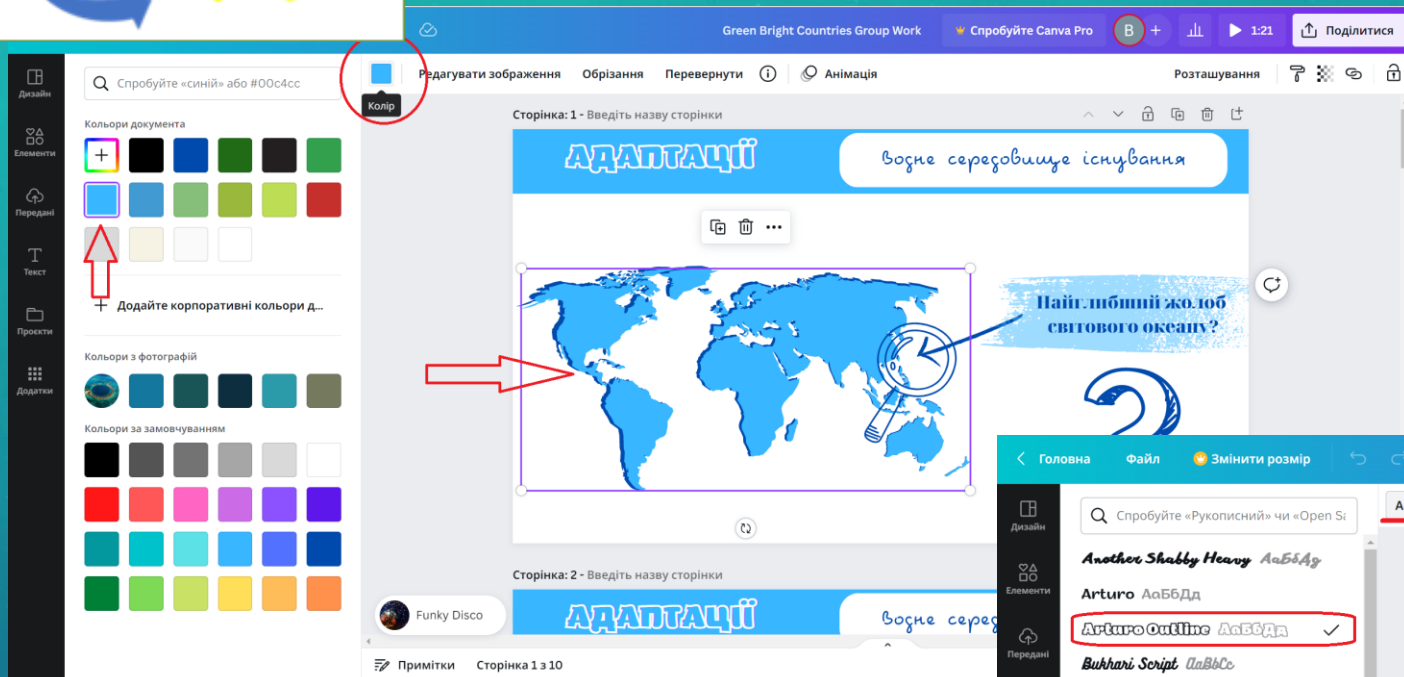 Green Bright Countries Group Work
Спробуйте Canva Pro
B
+
1:21
Поділитися
Дизайн
Елементи
Передані
Текст
Проєкти
Додатки
Спробуйте «синій» або #00c4cc
Кольори документа
Додайте корпоративні кольори д...
Кольори з фотографій
Кольори за замовчуванням
Редагувати зображення
Обрізання
Перевернути
Анімація
Розташування
Колір
Сторінка: 1 - Введіть назву сторінки
АДАПТАЦІЇ
Водне середовище існування
Найглибший жолоб
світового океану?
Сторінка: 2 - Введіть назву сторінки
АДАПТАЦІЇ
Водне серед
Funky Disco
Примітки
Сторінка 1 з 10
Головна
Файл
Змінити розмір
Дизайн
Елементи
Передані
Спробуйте «Рукописний» чи «Open Sa
Another Shabby Heavy АаБбДд
Arturo АаБбДд
Arturo Outline АаБбДд
Bukhari Script AaBbCc